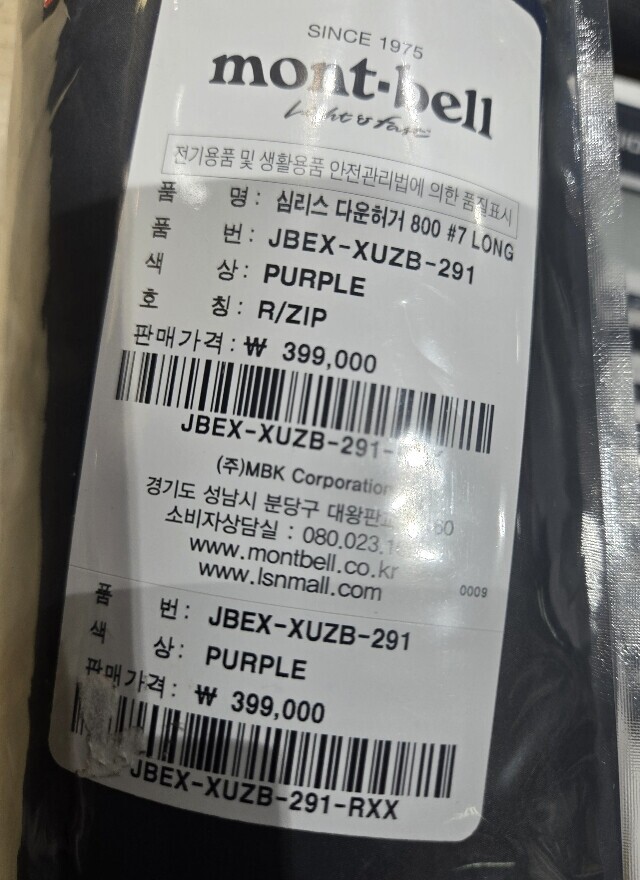 SINCE 1975
mont-bell
Light & Fast
전기용품 및 생활용품 안전관리법에 의한 품질표시
품 명 : 심리스 다운허거 800 #7 LONG
품 번 : JBEX-XUZB-291
색 상 : PURPLE
호 칭 : R/ZIP
판매가격 : ₩ 399,000
JBEX-XUZB-291-
(주)MBK Corporation
경기도 성남시 분당구 60
소비자상담실 : 080.023.
www.montbell.co.kr
www.lsnmall.com
0009
품 번 : JBEX-XUZB-291
색 상 : PURPLE
판매가격 : ₩ 399,000
JBEX-XUZB-291-RXX